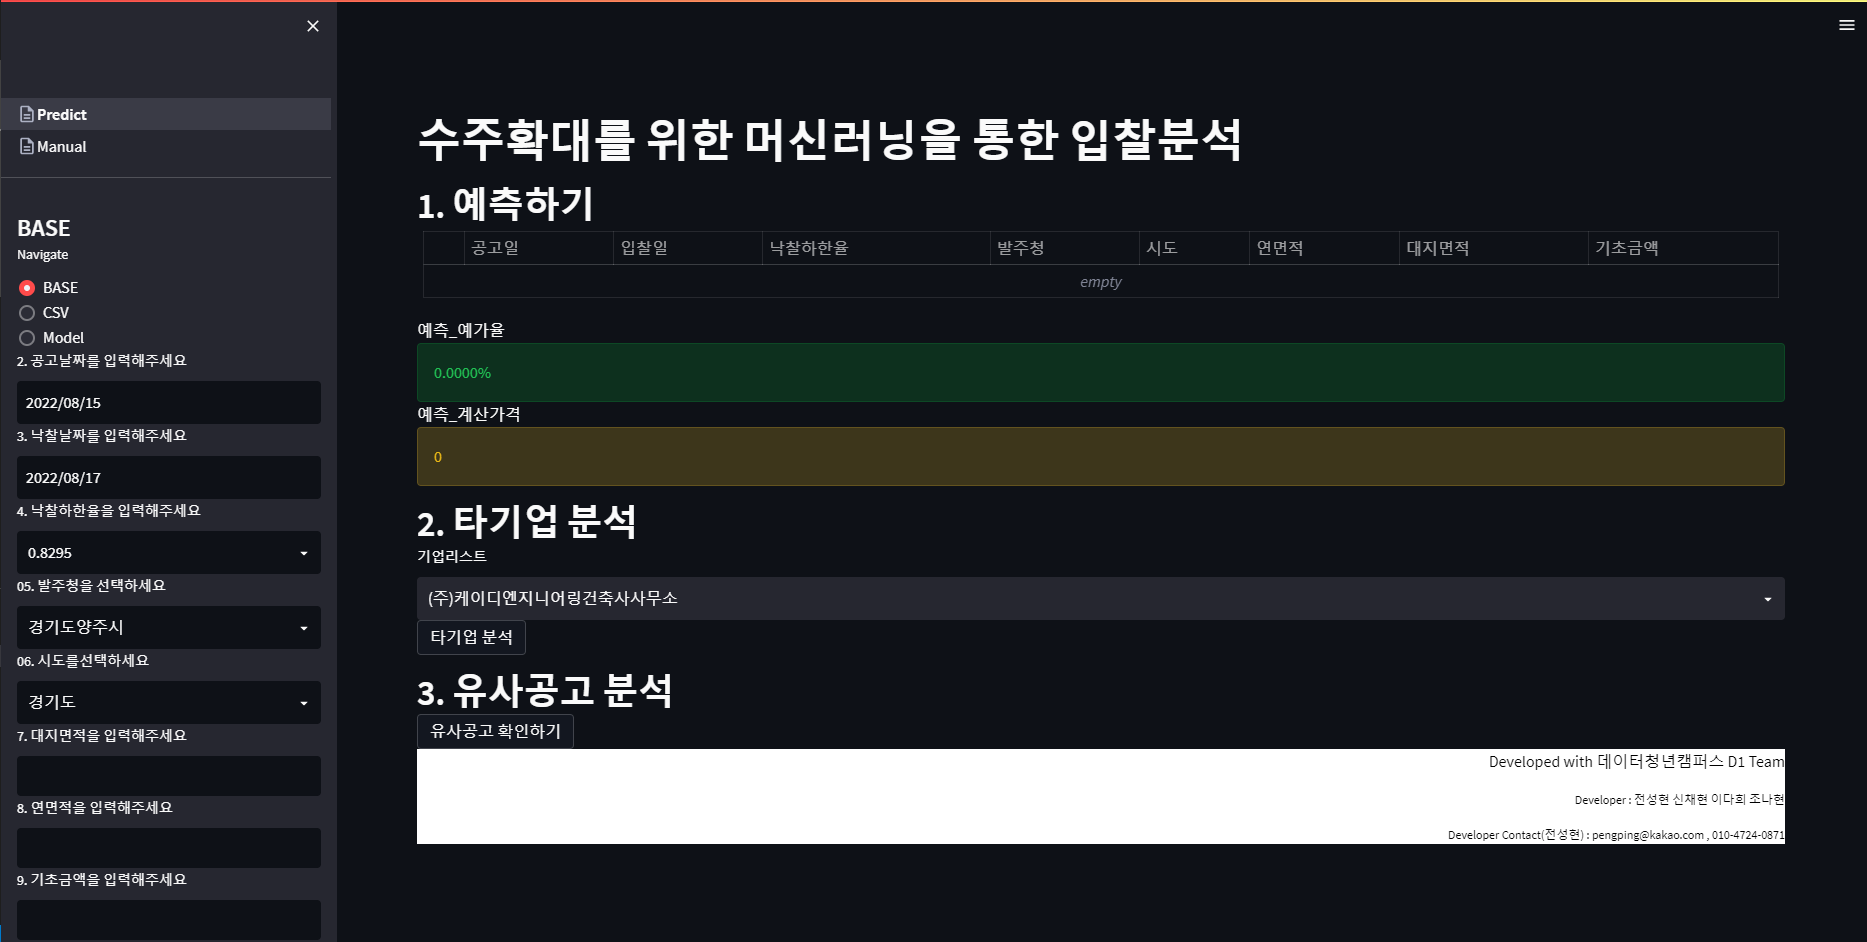 Predict
Manual
BASE
Navigate
BASE
CSV
Model
2. 공고날짜를 입력해주세요
2022/08/15
3. 낙찰날짜를 입력해주세요
2022/08/17
4. 낙찰하한율을 입력해주세요
0.8295
05. 발주청을 선택하세요
경기도양주시
06. 시도를선택하세요
경기도
7. 대지면적을 입력해주세요
8. 연면적을 입력해주세요
9. 기초금액을 입력해주세요
수주확대를 위한 머신러닝을 통한 입찰분석
1. 예측하기
공고일 입찰일 낙찰하한율 발주청 시도 연면적 대지면적 기초금액
empty
예측_예가율
0.0000%
예측_계산가격
0
2. 타기업 분석
기업리스트
(주)케이디엔지니어링건축사사무소
타기업 분석
3. 유사공고 분석
유사공고 확인하기
Developed with 데이터청년캠퍼스 D1 Team
Developer : 전성현 신채현 이다희 조나현
Developer Contact(전성현) : pengping@kakao.com , 010-4724-0871